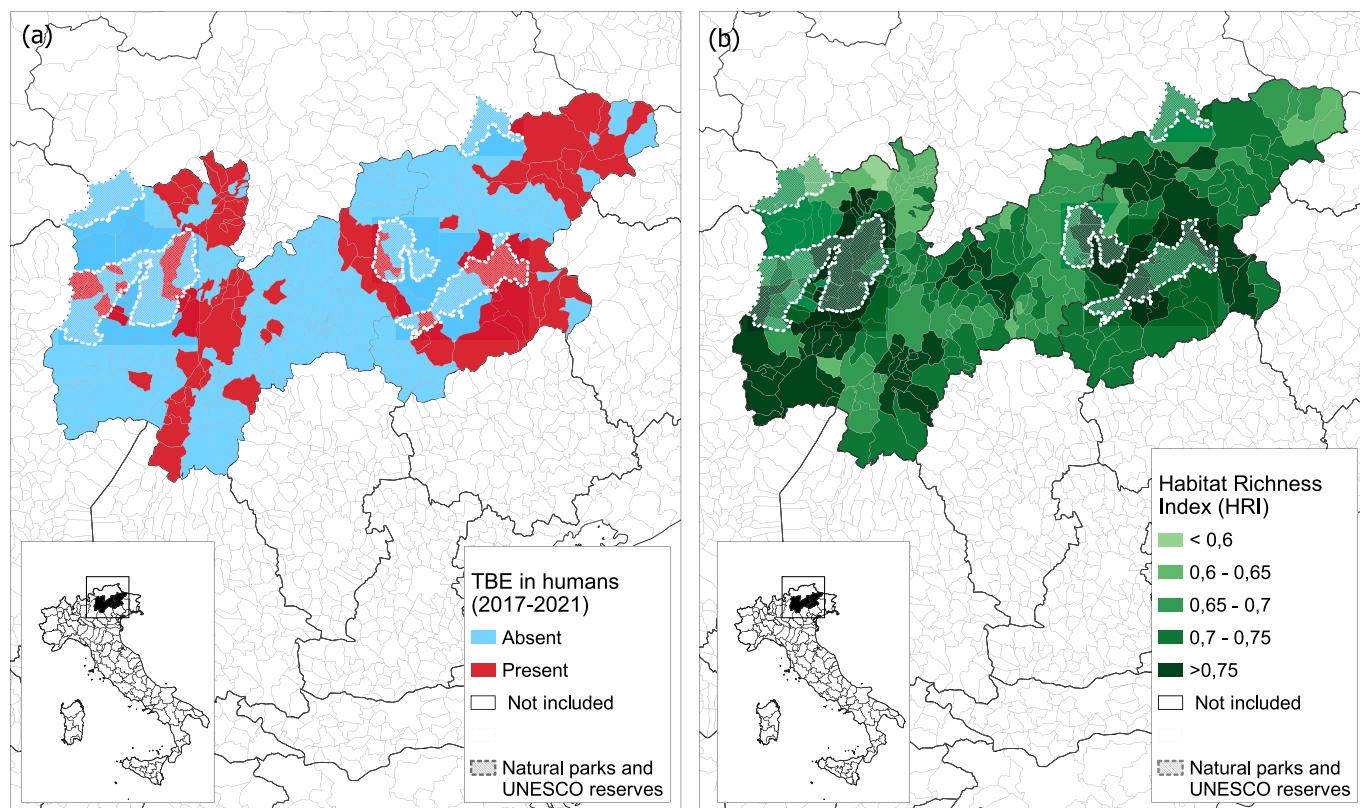 (a)
TBE in humans
(2017-2021)
Absent
Present
Not included
Natural parks and
UNESCO reserves
(b)
Habitat Richness
Index (HRI)
< 0,6
0,6 - 0,65
0,65 - 0,7
0,7 - 0,75
>0,75
Not included
Natural parks and
UNESCO reserves